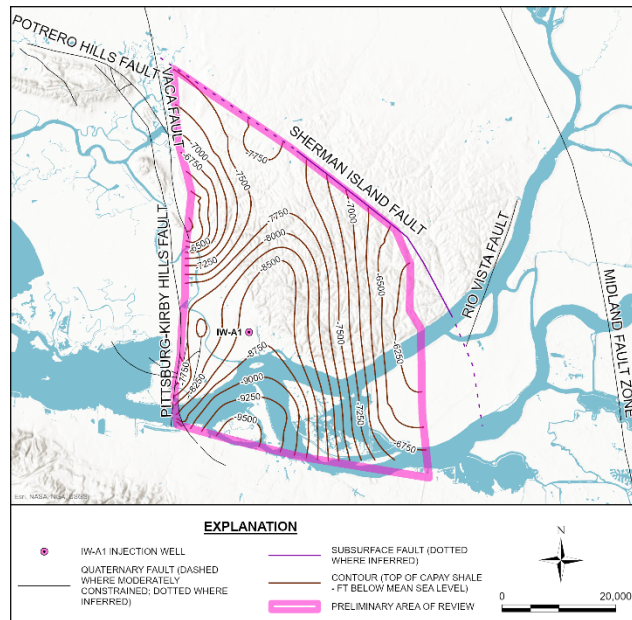 POTRERO HILLS FAULT
VACA FAULT
SHERMAN ISLAND FAULT
PITTSBURG-KIRBY HILLS FAULT
RIO VISTA FAULT
MIDLAND FAULT ZONE
-7000
-6750
-7500
-7750
-6500
-7250
-7750
-8000
-8500
-7000
-6500
-7500
-6250
IW-A1
-7750
-8250
-8750
-9000
-9250
-9500
-7250
-6750
Esri, NASA, NGA, USGS
EXPLANATION
IW-A1 INJECTION WELL
QUATERNARY FAULT (DASHED
WHERE MODERATELY
CONSTRAINED; DOTTED WHERE
INFERRED)
SUBSURFACE FAULT (DOTTED
WHERE INFERRED)
CONTOUR (TOP OF CAPAY SHALE
- FT BELOW MEAN SEA LEVEL)
PRELIMINARY AREA OF REVIEW
N
0 20,000